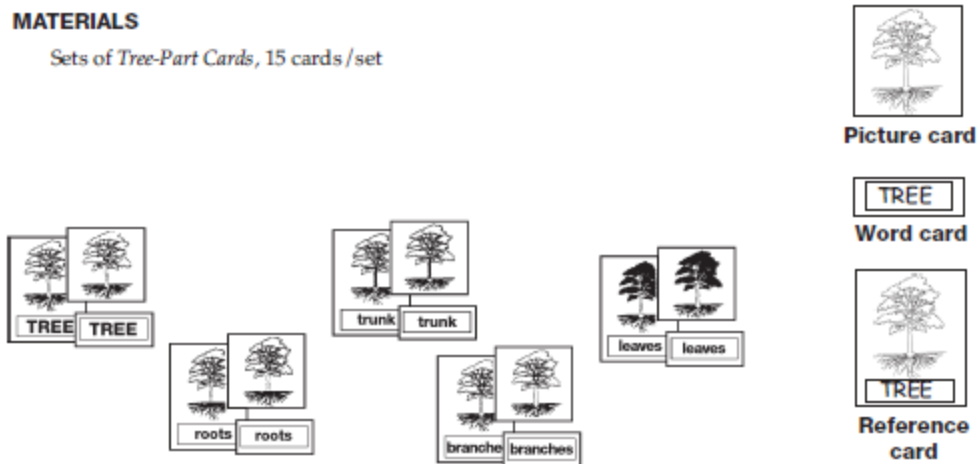 MATERIALS
Sets of Tree-Part Cards, 15 cards/set
Picture card
TREE
Word card
TREE
Reference
card
TREE
TREE
trunk
trunk
leaves
leaves
roots
roots
branche
branches